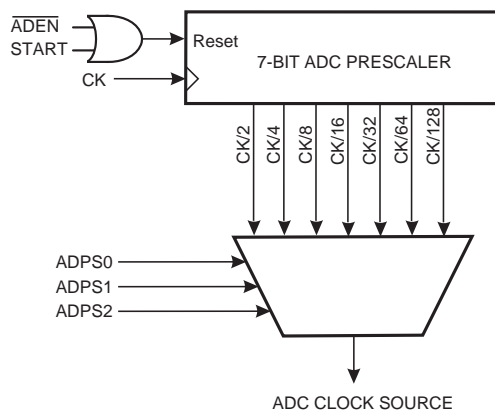 ADEN
START
Reset
7-BIT ADC PRESCALER
CK
CK/2
CK/4
CK/8
CK/16
CK/32
CK/64
CK/128
ADPS0
ADPS1
ADPS2
ADC CLOCK SOURCE